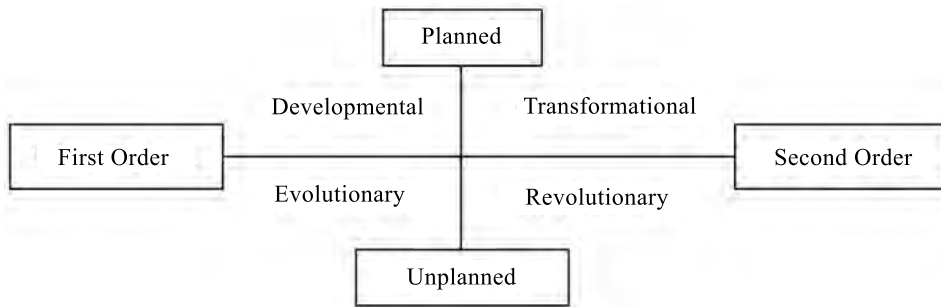 Planned
Developmental
Transformational
First Order
Second Order
Evolutionary
Revolutionary
Unplanned